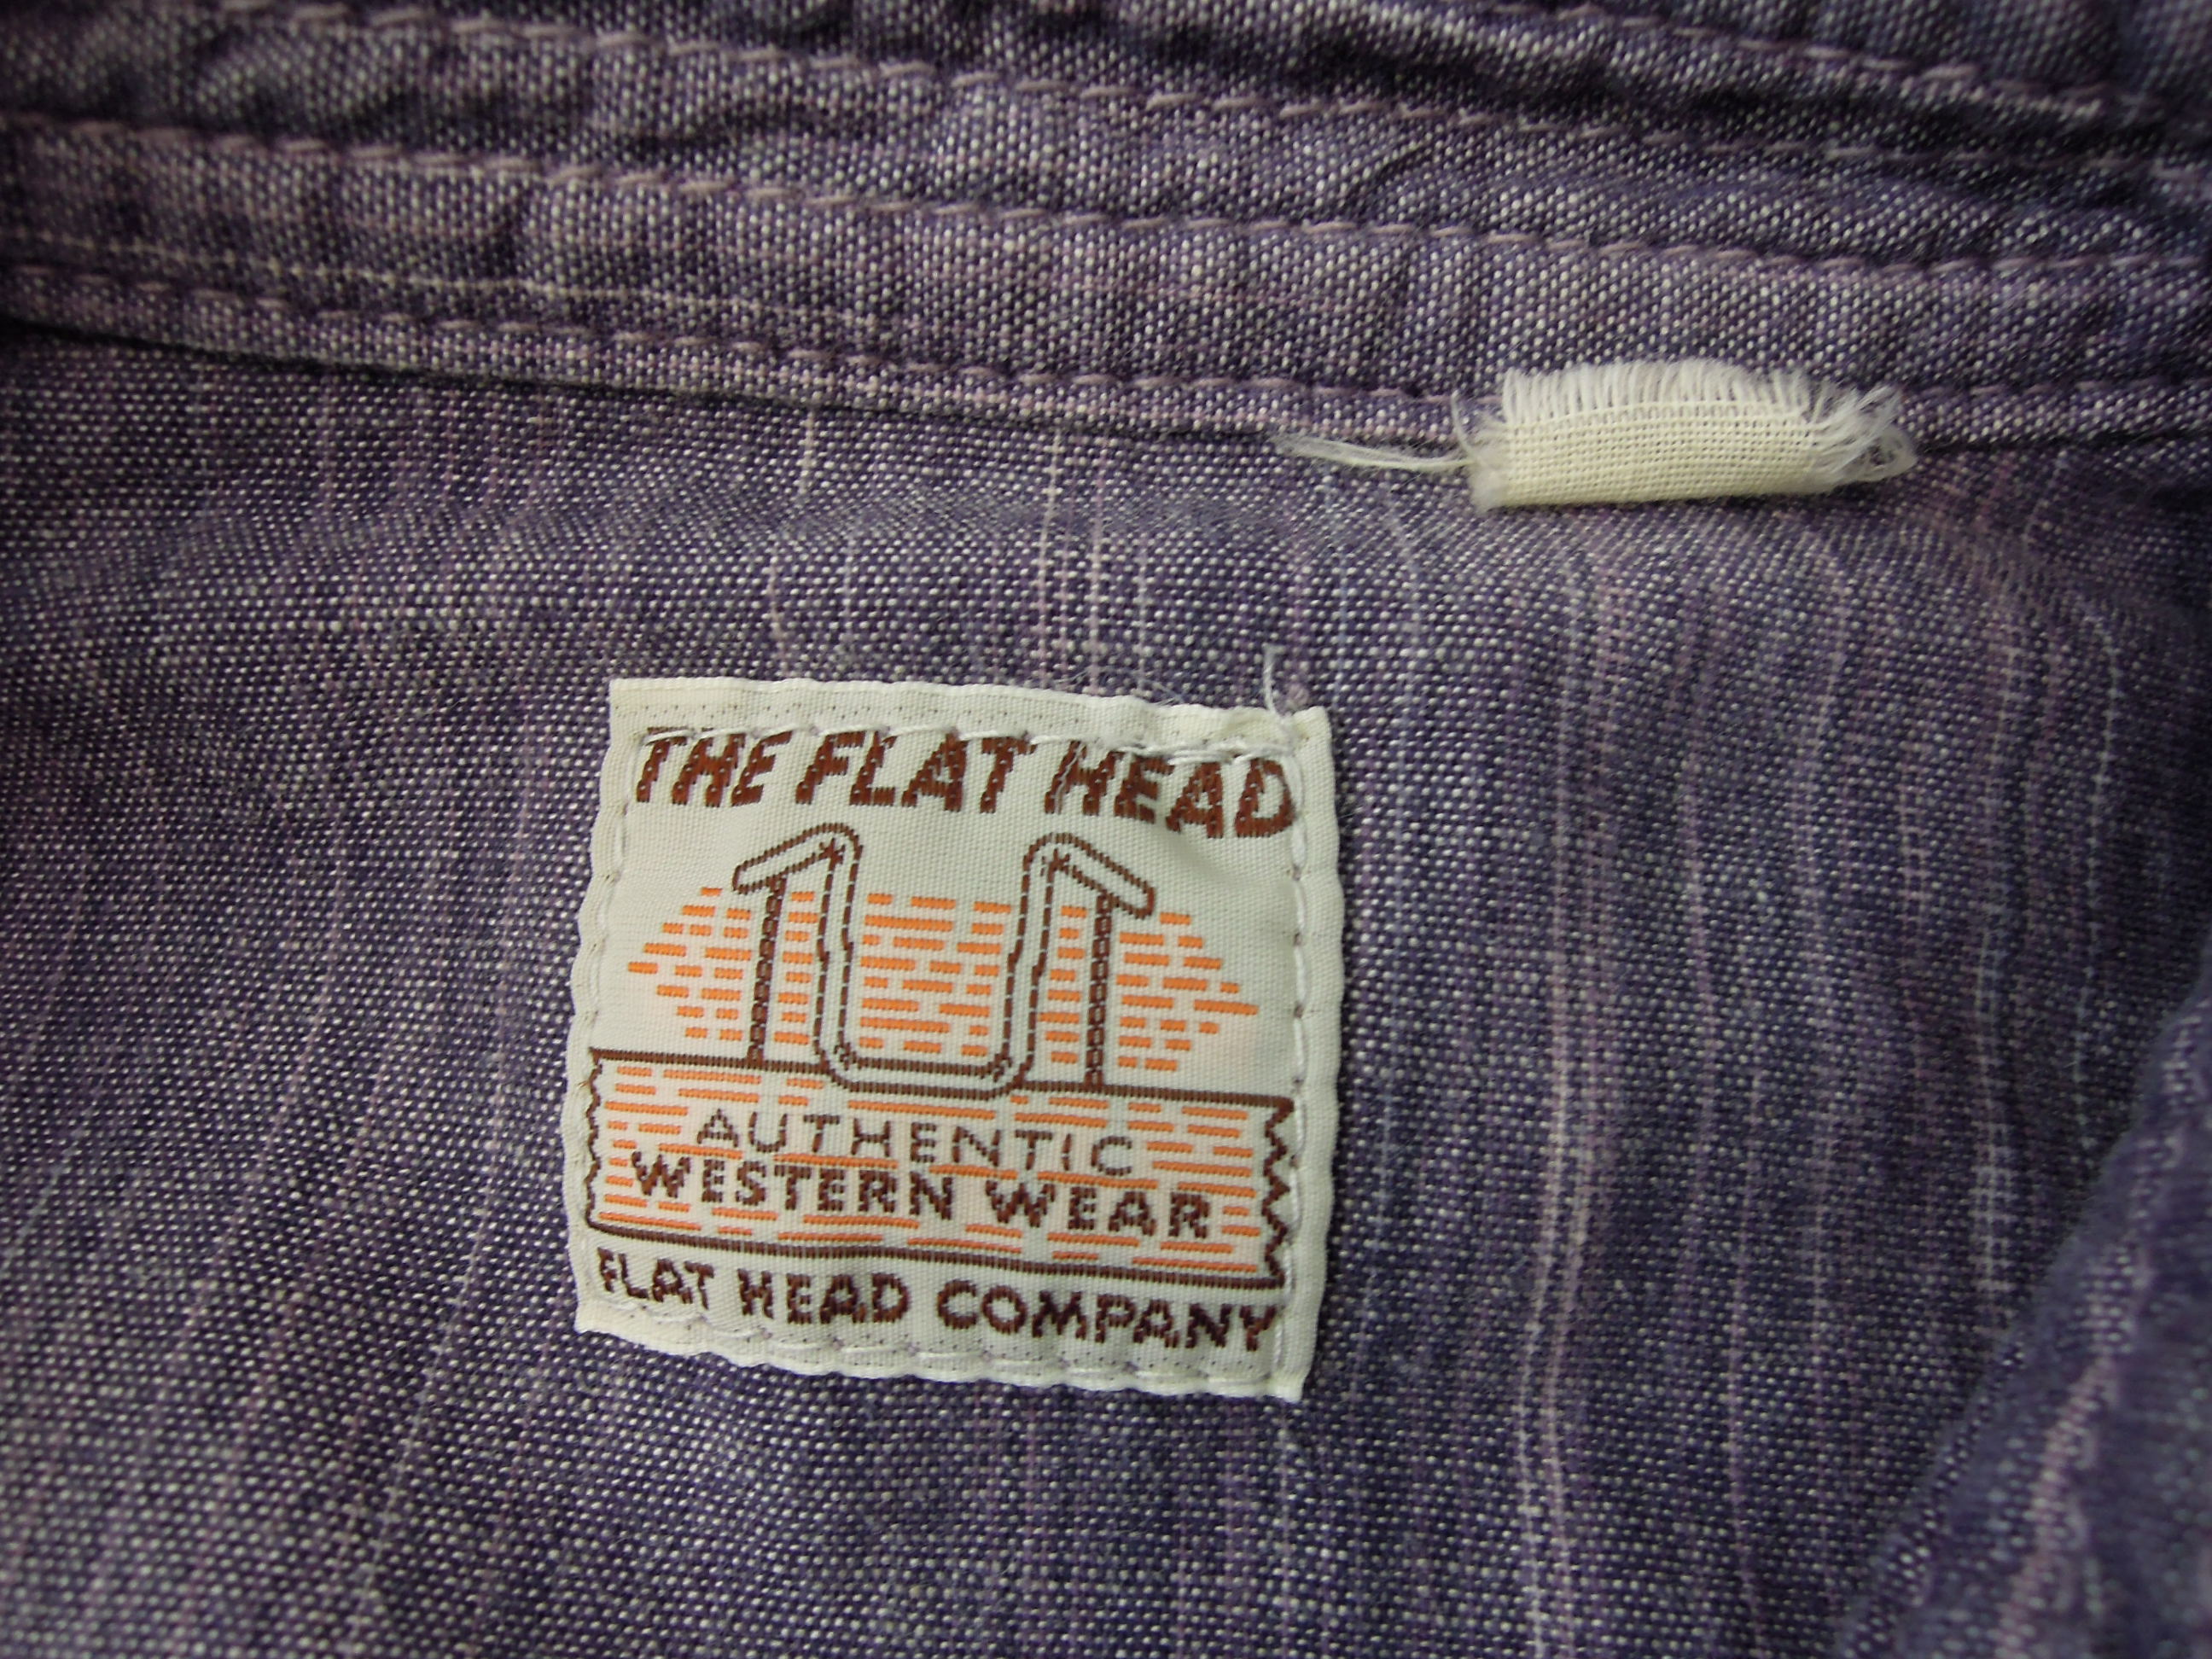 THE FLAT HEAD
AUTHENTIC
WESTERN WEAR
FLAT HEAD COMPANY